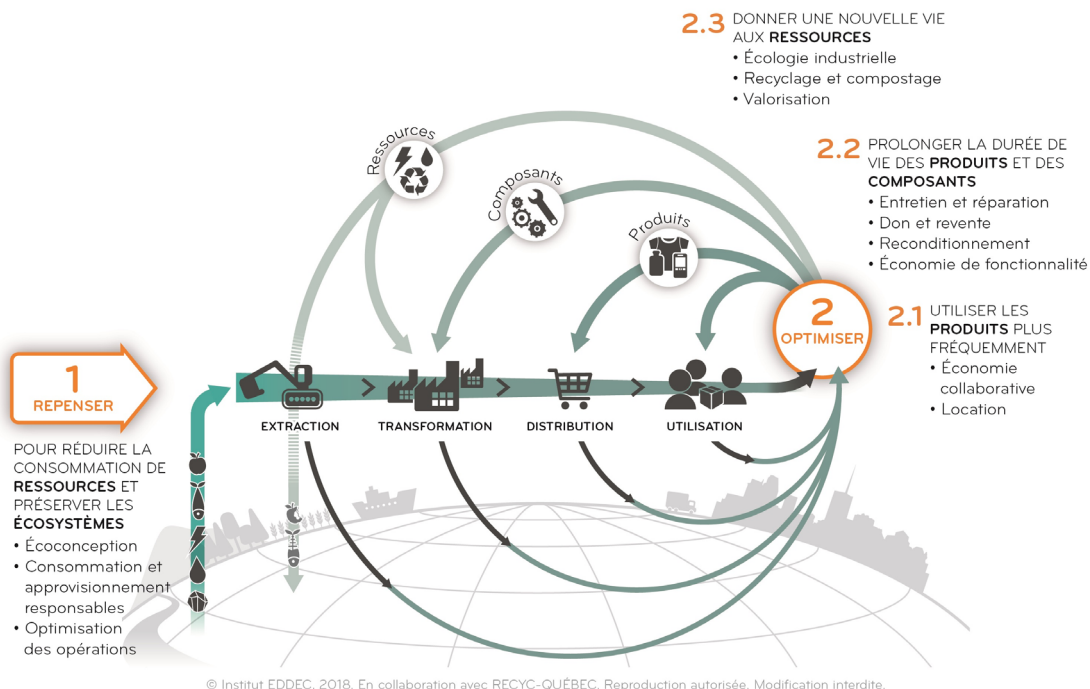 2.3 DONNER UNE NOUVELLE VIE
AUX RESSOURCES
• Écologie industrielle
• Recyclage et compostage
• Valorisation
Ressources
Composants
Produits
2.2 PROLONGER LA DURÉE DE
VIE DES PRODUITS ET DES
COMPOSANTS
• Entretien et réparation
• Don et revente
• Reconditionnement
• Économie de fonctionnalité
2
OPTIMISER
2.1 UTILISER LES
PRODUITS PLUS
FRÉQUEMMENT
• Économie
collaborative
• Location
1
REPENSER
EXTRACTION
TRANSFORMATION
DISTRIBUTION
UTILISATION
POUR RÉDUIRE LA
CONSOMMATION DE
RESSOURCES ET
PRÉSERVER LES
ÉCOSYSTÈMES
• Écoconception
• Consommation et
approvisionnement
responsables
• Optimisation
des opérations
© Institut EDDEC, 2018. En collaboration avec RECYC-QUÉBEC. Reproduction autorisée. Modification interdite.